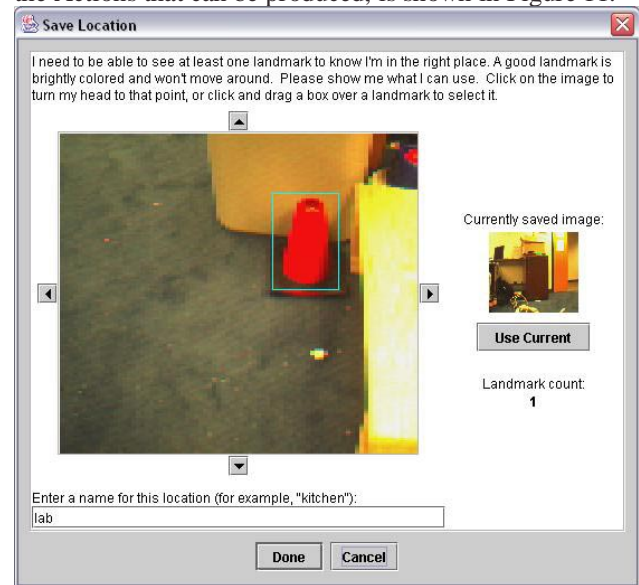 the Actions that can be produced, is shown in Figure 11.
Save Location
I need to be able to see at least one landmark to know I'm in the right place. A good landmark is
brightly colored and won't move around. Please show me what I can use. Click on the image to
turn my head to that point, or click and drag a box over a landmark to select it.
Currently saved image:
Use Current
Landmark count:
1
Enter a name for this location (for example, "kitchen"):
lab
Done
Cancel